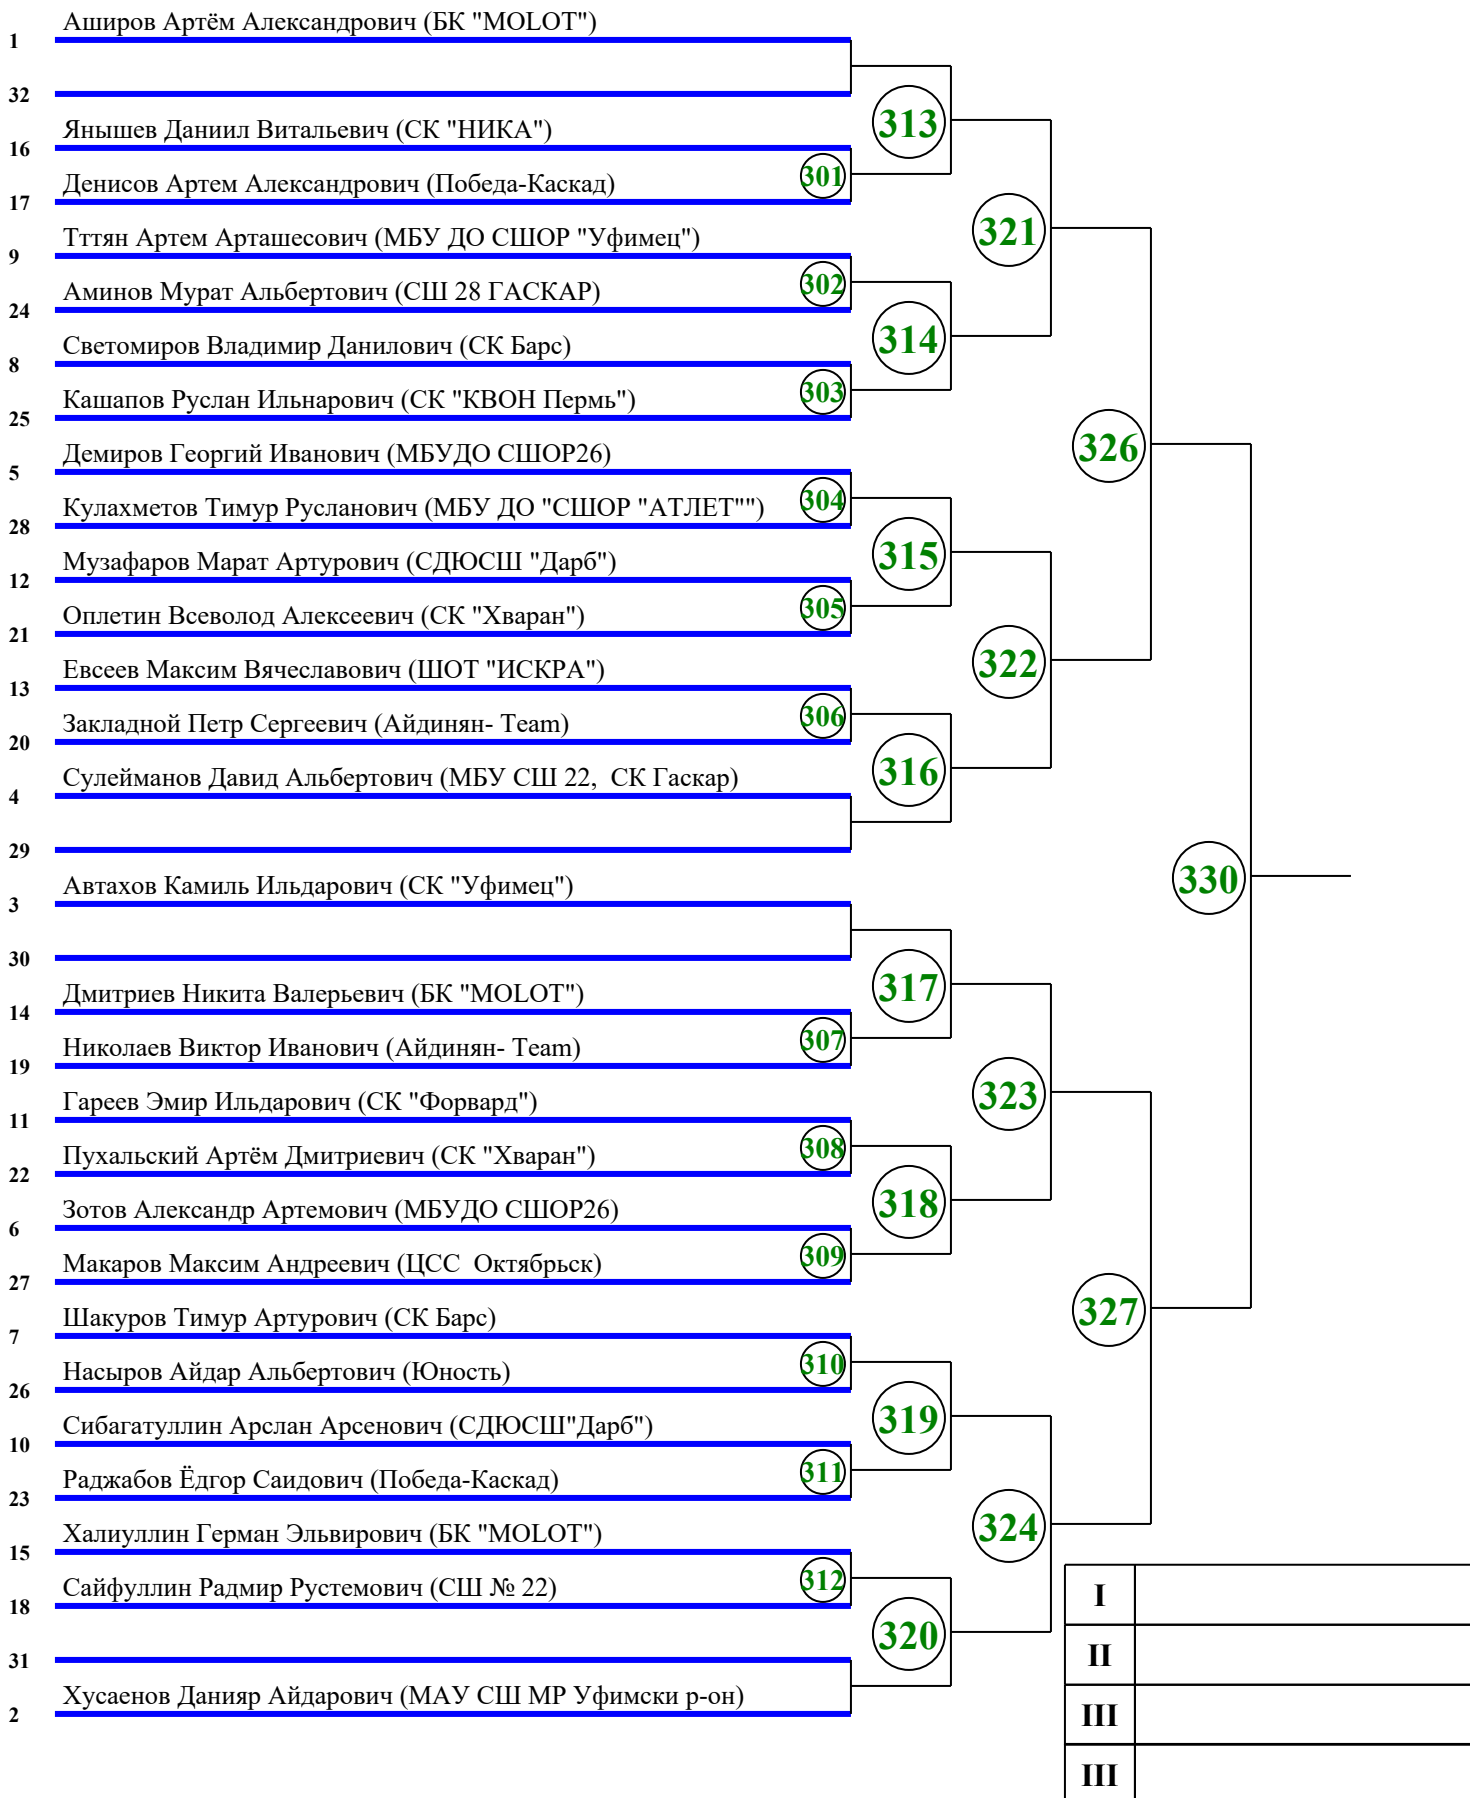 Аширов Артём Александрович (БК "MOLOT")
1
32
313
Янышев Даниил Витальевич (СК "НИКА")
16
301
Денисов Артем Александрович (Победа-Каскад)
17
321
Тттян Артем Арташесович (МБУ ДО СШОР "Уфимец")
9
302
Аминов Мурат Альбертович (СШ 28 ГАСКАР)
24
314
Светомиров Владимир Данилович (СК Барс)
8
303
Кашапов Руслан Ильнарович (СК "КВОН Пермь")
25
326
Демиров Георгий Иванович (МБУДО СШОР26)
5
304
Кулахметов Тимур Русланович (МБУ ДО "СШОР "АТЛЕТ"")
28
315
Музафаров Марат Артурович (СДЮСШ "Дарб")
12
305
Оплетин Всеволод Алексеевич (СК "Хваран")
21
322
Евсеев Максим Вячеславович (ШОТ "ИСКРА")
13
306
Закладной Петр Сергеевич (Айдинян- Team)
20
316
Сулейманов Давид Альбертович (МБУ СШ 22, СК Гаскар)
4
29
330
Автахов Камиль Ильдарович (СК "Уфимец")
3
30
317
Дмитриев Никита Валерьевич (БК "MOLOT")
14
307
Николаев Виктор Иванович (Айдинян- Team)
19
323
Гареев Эмир Ильдарович (СК "Форвард")
11
308
Пухальский Артём Дмитриевич (СК "Хваран")
22
318
Зотов Александр Артемович (МБУДО СШОР26)
6
309
Макаров Максим Андреевич (ЦСС Октябрьск)
27
327
Шакуров Тимур Артурович (СК Барс)
7
310
Насыров Айдар Альбертович (Юность)
26
319
Сибагатуллин Арслан Арсенович (СДЮСШ"Дарб")
10
311
Раджабов Ёдгор Саидович (Победа-Каскад)
23
324
Халиуллин Герман Эльвирович (БК "MOLOT")
15
312
Сайфуллин Радмир Рустемович (СШ № 22)
18
I
320
31
II
Хусаенов Данияр Айдарович (МАУ СШ МР Уфимски р-он)
2
III
III